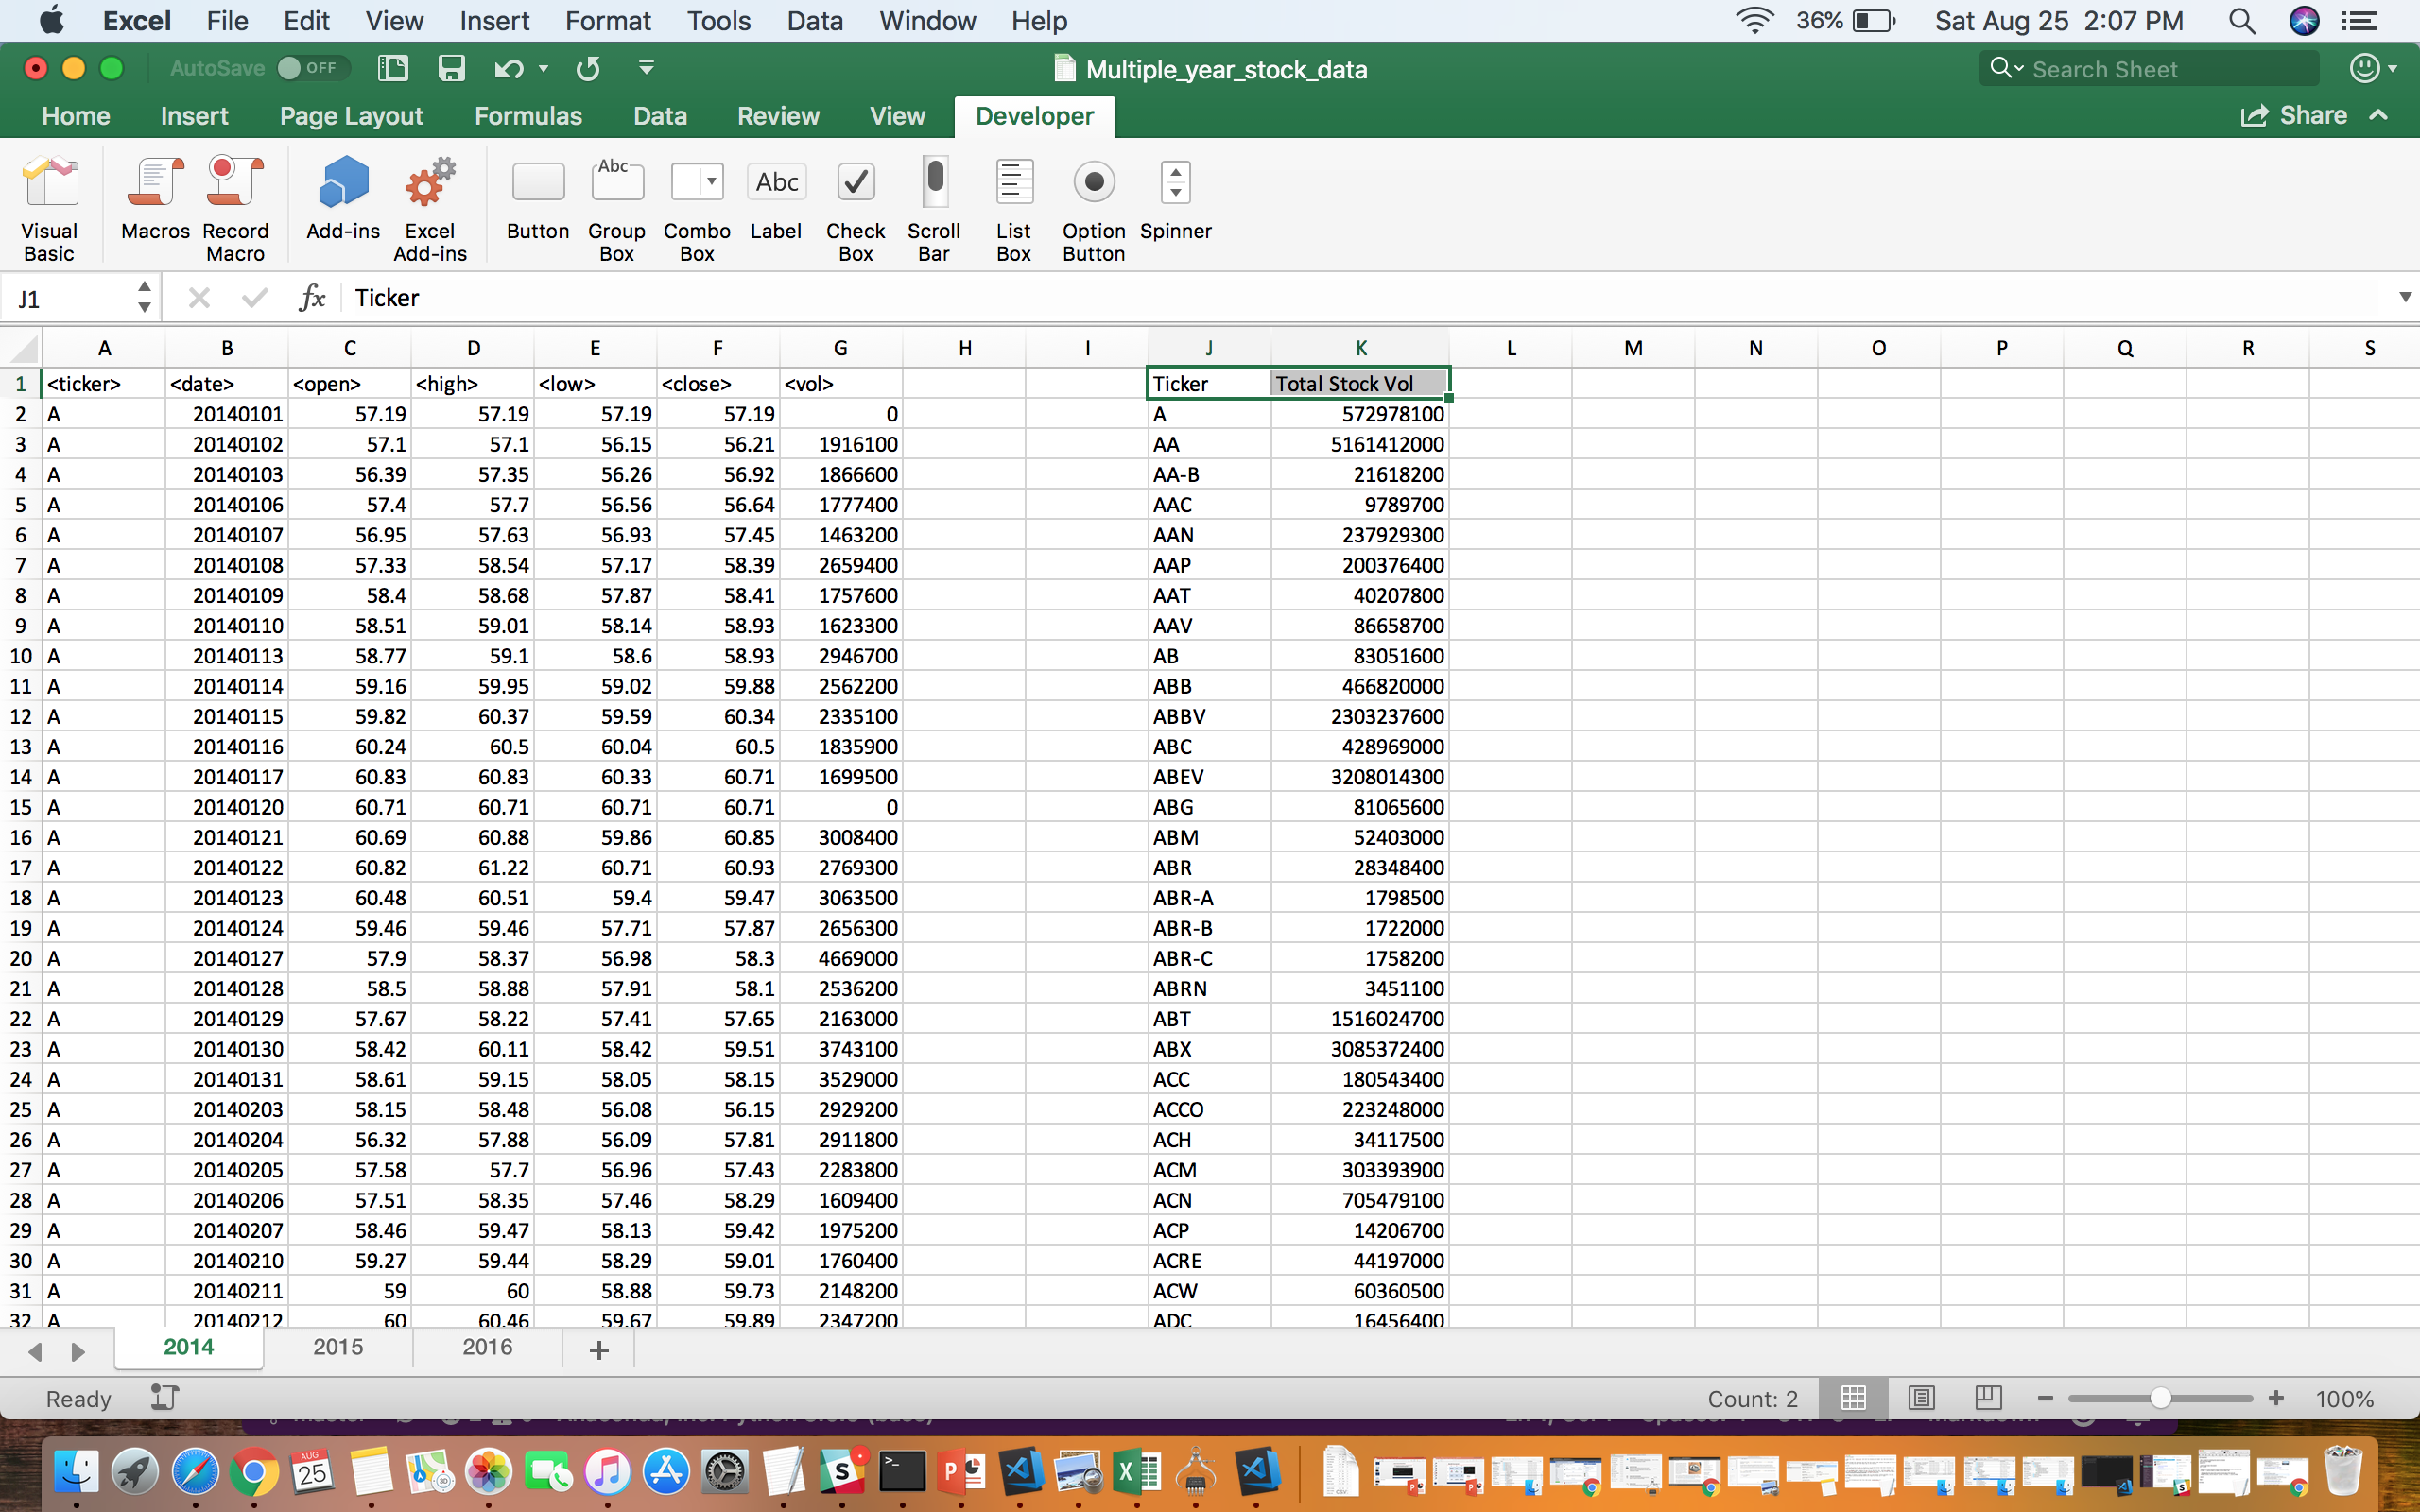 Excel File Edit View Insert Format Tools Data Window Help 36% Sat Aug 25 2:07 PM
AutoSave OFF Multiple_year_stock_data Search Sheet
Home Insert Page Layout Formulas Data Review View Developer Share
Visual Basic Macros Record Macro Add-ins Excel Add-ins Button Abc Group Box Combo Box Abc Label Check Box Scroll Bar List Box Option Button Spinner
J1 fx Ticker
A B C D E F G H I J K L M N O P Q R S
1 <ticker> <date> <open> <high> <low> <close> <vol> Ticker Total Stock Vol
2 A 20140101 57.19 57.19 57.19 57.19 0 A 572978100
3 A 20140102 57.1 57.1 56.15 56.21 1916100 AA 5161412000
4 A 20140103 56.39 57.35 56.26 56.92 1866600 AA-B 21618200
5 A 20140106 57.4 57.7 56.56 56.64 1777400 AAC 9789700
6 A 20140107 56.95 57.63 56.93 57.45 1463200 AAN 237929300
7 A 20140108 57.33 58.54 57.17 58.39 2659400 AAP 200376400
8 A 20140109 58.4 58.68 57.87 58.41 1757600 AAT 40207800
9 A 20140110 58.51 59.01 58.14 58.93 1623300 AAV 86658700
10 A 20140113 58.77 59.1 58.6 58.93 2946700 AB 83051600
11 A 20140114 59.16 59.95 59.02 59.88 2562200 ABB 466820000
12 A 20140115 59.82 60.37 59.59 60.34 2335100 ABBV 2303237600
13 A 20140116 60.24 60.5 60.04 60.5 1835900 ABC 428969000
14 A 20140117 60.83 60.83 60.33 60.71 1699500 ABEV 3208014300
15 A 20140120 60.71 60.71 60.71 60.71 0 ABG 81065600
16 A 20140121 60.69 60.88 59.86 60.85 3008400 ABM 52403000
17 A 20140122 60.82 61.22 60.71 60.93 2769300 ABR 28348400
18 A 20140123 60.48 60.51 59.4 59.47 3063500 ABR-A 1798500
19 A 20140124 59.46 59.46 57.71 57.87 2656300 ABR-B 1722000
20 A 20140127 57.9 58.37 56.98 58.3 4669000 ABR-C 1758200
21 A 20140128 58.5 58.88 57.91 58.1 2536200 ABRN 3451100
22 A 20140129 57.67 58.22 57.41 57.65 2163000 ABT 1516024700
23 A 20140130 58.42 60.11 58.42 59.51 3743100 ABX 3085372400
24 A 20140131 58.61 59.15 58.05 58.15 3529000 ACC 180543400
25 A 20140203 58.15 58.48 56.08 56.15 2929200 ACCO 223248000
26 A 20140204 56.32 57.88 56.09 57.81 2911800 ACH 34117500
27 A 20140205 57.58 57.7 56.96 57.43 2283800 ACM 303393900
28 A 20140206 57.51 58.35 57.46 58.29 1609400 ACN 705479100
29 A 20140207 58.46 59.47 58.13 59.42 1975200 ACP 14206700
30 A 20140210 59.27 59.44 58.29 59.01 1760400 ACRE 44197000
31 A 20140211 59 60 58.88 59.73 2148200 ACW 60360500
32 A 20140212 60 60.46 59.67 59.89 2347200 ADC 16456400
2014 2015 2016
Ready Count: 2 100%
AUG 25